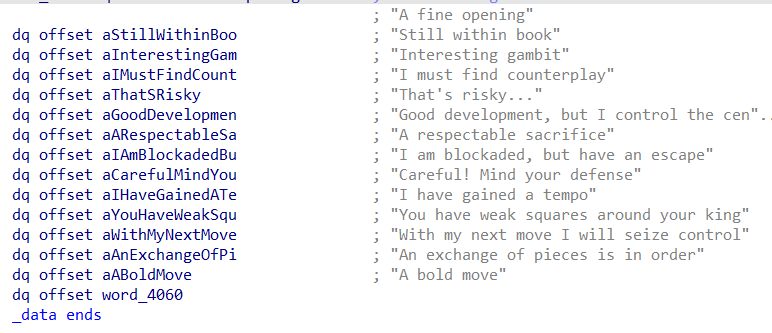 ; "A fine opening"
dq offset aStillWithinBoo ; "Still within book"
dq offset aInterestingGam ; "Interesting gambit"
dq offset aIMustFindCount ; "I must find counterplay"
dq offset aThatSRisky ; "That's risky..."
dq offset aGoodDevelopmen ; "Good development, but I control the cen"..
dq offset aARespectableSa ; "A respectable sacrifice"
dq offset aIAmBlockadedBu ; "I am blockaded, but have an escape"
dq offset aCarefulMindYou ; "Careful! Mind your defense"
dq offset aIHaveGainedATe ; "I have gained a tempo"
dq offset aYouHaveWeakSqu ; "You have weak squares around your king"
dq offset aWithMyNextMove ; "With my next move I will seize control"
dq offset aAnExchangeOfPi ; "An exchange of pieces is in order"
dq offset aABoldMove ; "A bold move"
dq offset word_4060
_data ends